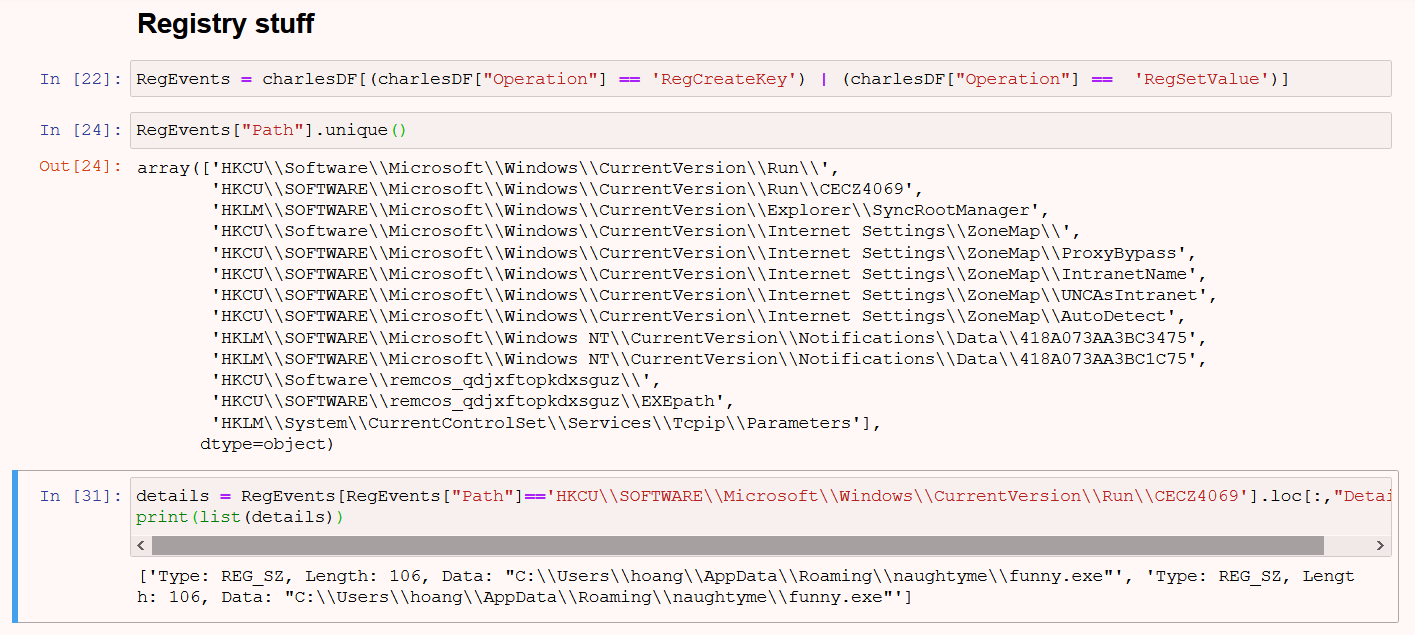 Registry stuff
In [22]: RegEvents = charlesDF[(charlesDF["Operation"] == 'RegCreateKey') | (charlesDF["Operation"] == 'RegSetValue')]
In [24]: RegEvents["Path"].unique()
Out[24]: array(['HKCU\\Software\\Microsoft\\Windows\\CurrentVersion\\Run\\',
'HKCU\\SOFTWARE\\Microsoft\\Windows\\CurrentVersion\\Run\\CECZ4069',
'HKLM\\SOFTWARE\\Microsoft\\Windows\\CurrentVersion\\Explorer\\SyncRootManager',
'HKCU\\Software\\Microsoft\\Windows\\CurrentVersion\\Internet Settings\\ZoneMap\\',
'HKCU\\SOFTWARE\\Microsoft\\Windows\\CurrentVersion\\Internet Settings\\ZoneMap\\ProxyBypass',
'HKCU\\SOFTWARE\\Microsoft\\Windows\\CurrentVersion\\Internet Settings\\ZoneMap\\IntranetName',
'HKCU\\SOFTWARE\\Microsoft\\Windows\\CurrentVersion\\Internet Settings\\ZoneMap\\UNCAsIntranet',
'HKCU\\SOFTWARE\\Microsoft\\Windows\\CurrentVersion\\Internet Settings\\ZoneMap\\AutoDetect',
'HKLM\\SOFTWARE\\Microsoft\\Windows NT\\CurrentVersion\\Notifications\\Data\\418A073AA3BC3475',
'HKLM\\SOFTWARE\\Microsoft\\Windows NT\\CurrentVersion\\Notifications\\Data\\418A073AA3BC1C75',
'HKCU\\Software\\remcos_qdjxftopkdxsguz\\',
'HKCU\\SOFTWARE\\remcos_qdjxftopkdxsguz\\EXEpath',
'HKLM\\System\\CurrentControlSet\\Services\\Tcpip\\Parameters'],
dtype=object)
In [31]: details = RegEvents[RegEvents["Path"]=='HKCU\\SOFTWARE\\Microsoft\\Windows\\CurrentVersion\\Run\\CECZ4069'].loc[:,"Detai
print(list(details))
['Type: REG_SZ, Length: 106, Data: "C:\\Users\\hoang\\AppData\\Roaming\\naughtyme\\funny.exe"', 'Type: REG_SZ, Lengt
h: 106, Data: "C:\\Users\\hoang\\AppData\\Roaming\\naughtyme\\funny.exe"']